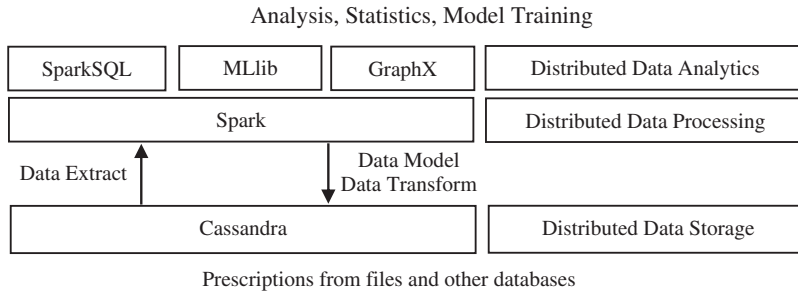 Analysis, Statistics, Model Training
SparkSQL
MLlib
GraphX
Distributed Data Analytics
Spark
Distributed Data Processing
Data Extract
Data Model
Data Transform
Cassandra
Distributed Data Storage
Prescriptions from files and other databases